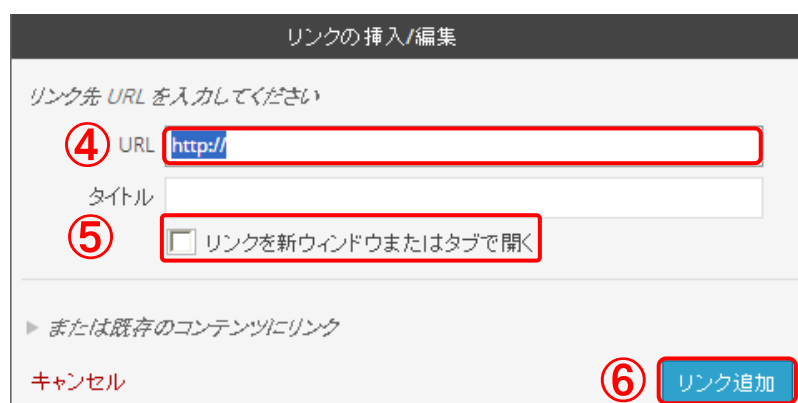 リンクの挿入/編集
リンク先 URL を入力してください
④ URL http://
タイトル
⑤ リンクを新ウィンドウまたはタブで開く
▶ または既存のコンテンツにリンク
キャンセル ⑥ リンク追加